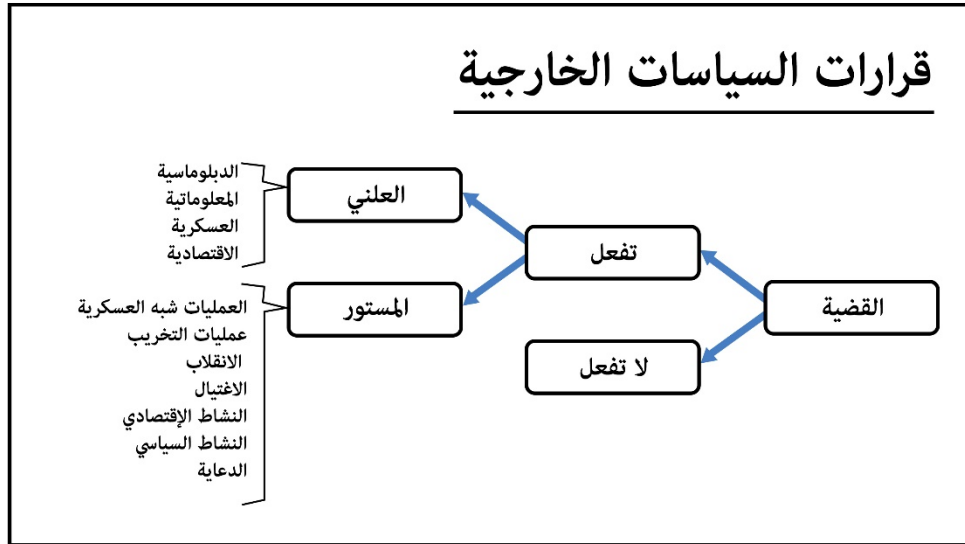 قرارات السياسات الخارجية
القضية
تفعل
لا تفعل
العلني
الدبلوماسية
المعلوماتية
العسكرية
الاقتصادية
المستور
العمليات شبه العسكرية
عمليات التخريب
الانقلاب
الاغتيال
النشاط الإقتصادي
النشاط السياسي
الدعاية